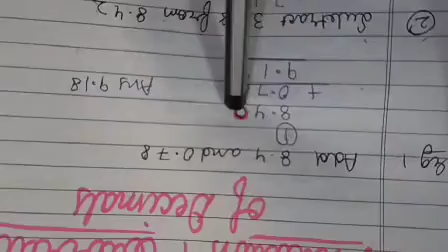 Of Decimals
Eg 1 Add 8.4 and 0.78
1
8.40
+ 0.7
9.1 Ans 9.18
2 Subtract 3 from 8.42